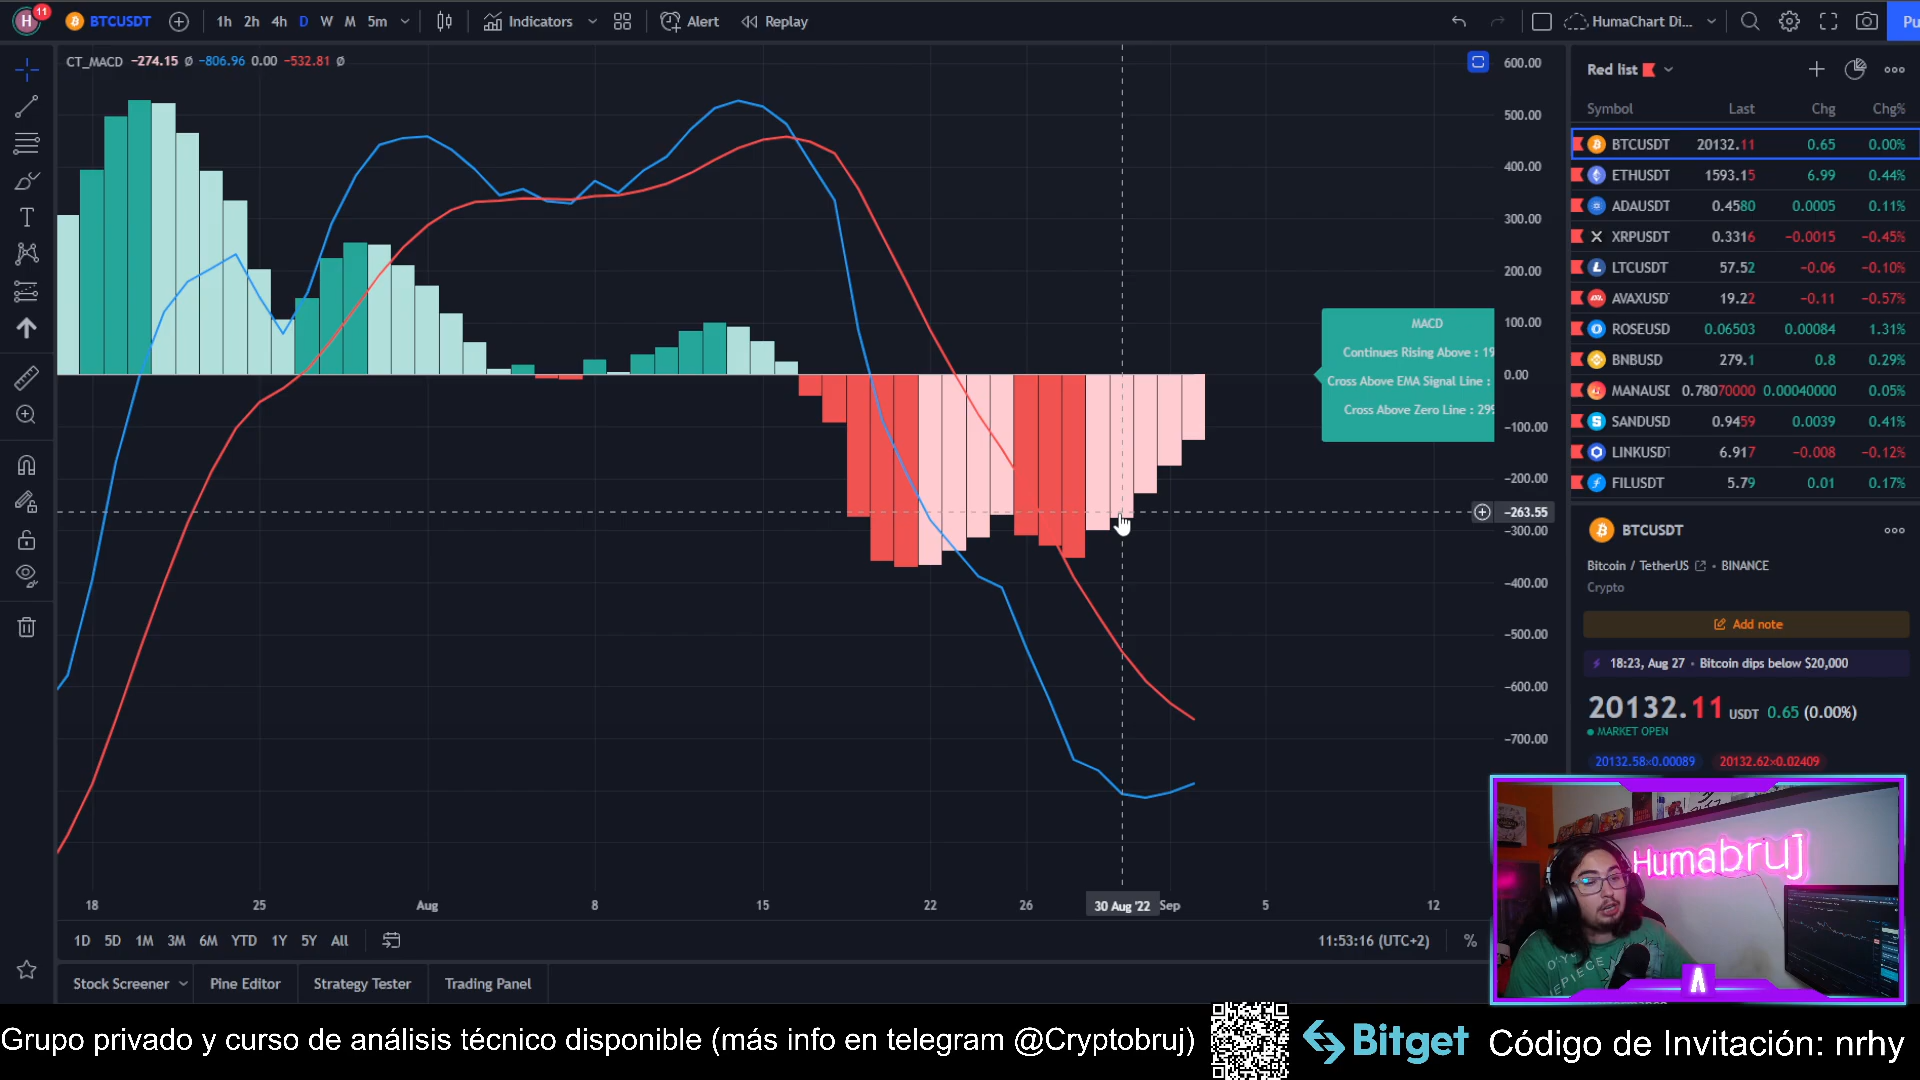 H 11 BTCUSDT 1h 2h 4h D W M 5m Indicators Alert Replay HumaChart Di... Pu
CT_MACD −274.15 Ø −806.96 0.00 −532.81 Ø
600.00
500.00
400.00
300.00
200.00
100.00
0.00
−100.00
−200.00
−263.55
−300.00
−400.00
−500.00
−600.00
−700.00
MACD
Continues Rising Above : 19
Cross Above EMA Signal Line :
Cross Above Zero Line : 29
18 25 Aug 8 15 22 26 30 Aug '22 Sep 5 12
1D 5D 1M 3M 6M YTD 1Y 5Y All 11:53:16 (UTC+2) %
Stock Screener Pine Editor Strategy Tester Trading Panel
Red list
Symbol Last Chg Chg%
BTCUSDT 20132.11 0.65 0.00%
ETHUSDT 1593.15 6.99 0.44%
ADAUSDT 0.4580 0.0005 0.11%
XRPUSDT 0.3316 −0.0015 −0.45%
LTCUSDT 57.52 −0.06 −0.10%
AVAXUSD 19.22 −0.11 −0.57%
ROSEUSD 0.06503 0.00084 1.31%
BNBUSD 279.1 0.8 0.29%
MANAUSD 0.78070000 0.00040000 0.05%
SANDUSD 0.9459 0.0039 0.41%
LINKUSDT 6.917 −0.008 −0.12%
FILUSDT 5.79 0.01 0.17%
BTCUSDT
Bitcoin / TetherUS • BINANCE
Crypto
Add note
18:23, Aug 27 • Bitcoin dips below $20,000
20132.11 USDT 0.65 (0.00%)
MARKET OPEN
20132.58×0.00089 20132.62×0.02409
Humabruj
Grupo privado y curso de análisis técnico disponible (más info en telegram @Cryptobruj) Bitget Código de Invitación: nrhy